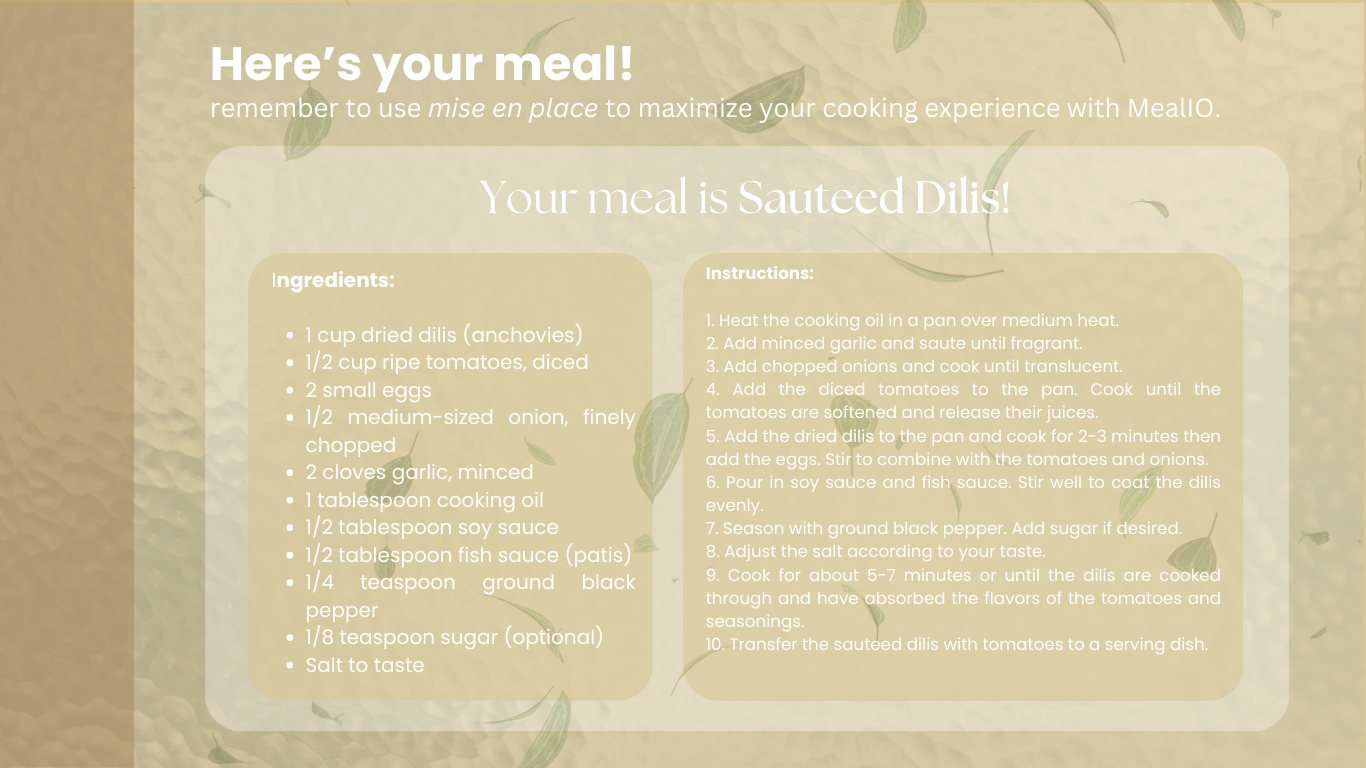 Here’s your meal!
remember to use mise en place to maximize your cooking experience with MealIO.
Your meal is Sauteed Dilis!
Ingredients:
• 1 cup dried dilis (anchovies)
• 1/2 cup ripe tomatoes, diced
• 2 small eggs
• 1/2 medium-sized onion, finely
chopped
• 2 cloves garlic, minced
• 1 tablespoon cooking oil
• 1/2 tablespoon soy sauce
• 1/2 tablespoon fish sauce (patis)
• 1/4 teaspoon ground black
pepper
• 1/8 teaspoon sugar (optional)
• Salt to taste
Instructions:
1. Heat the cooking oil in a pan over medium heat.
2. Add minced garlic and saute until fragrant.
3. Add chopped onions and cook until translucent.
4. Add the diced tomatoes to the pan. Cook until the
tomatoes are softened and release their juices.
5. Add the dried dilis to the pan and cook for 2-3 minutes then
add the eggs. Stir to combine with the tomatoes and onions.
6. Pour in soy sauce and fish sauce. Stir well to coat the dilis
evenly.
7. Season with ground black pepper. Add sugar if desired.
8. Adjust the salt according to your taste.
9. Cook for about 5-7 minutes or until the dilis are cooked
through and have absorbed the flavors of the tomatoes and
seasonings.
10. Transfer the sauteed dilis with tomatoes to a serving dish.